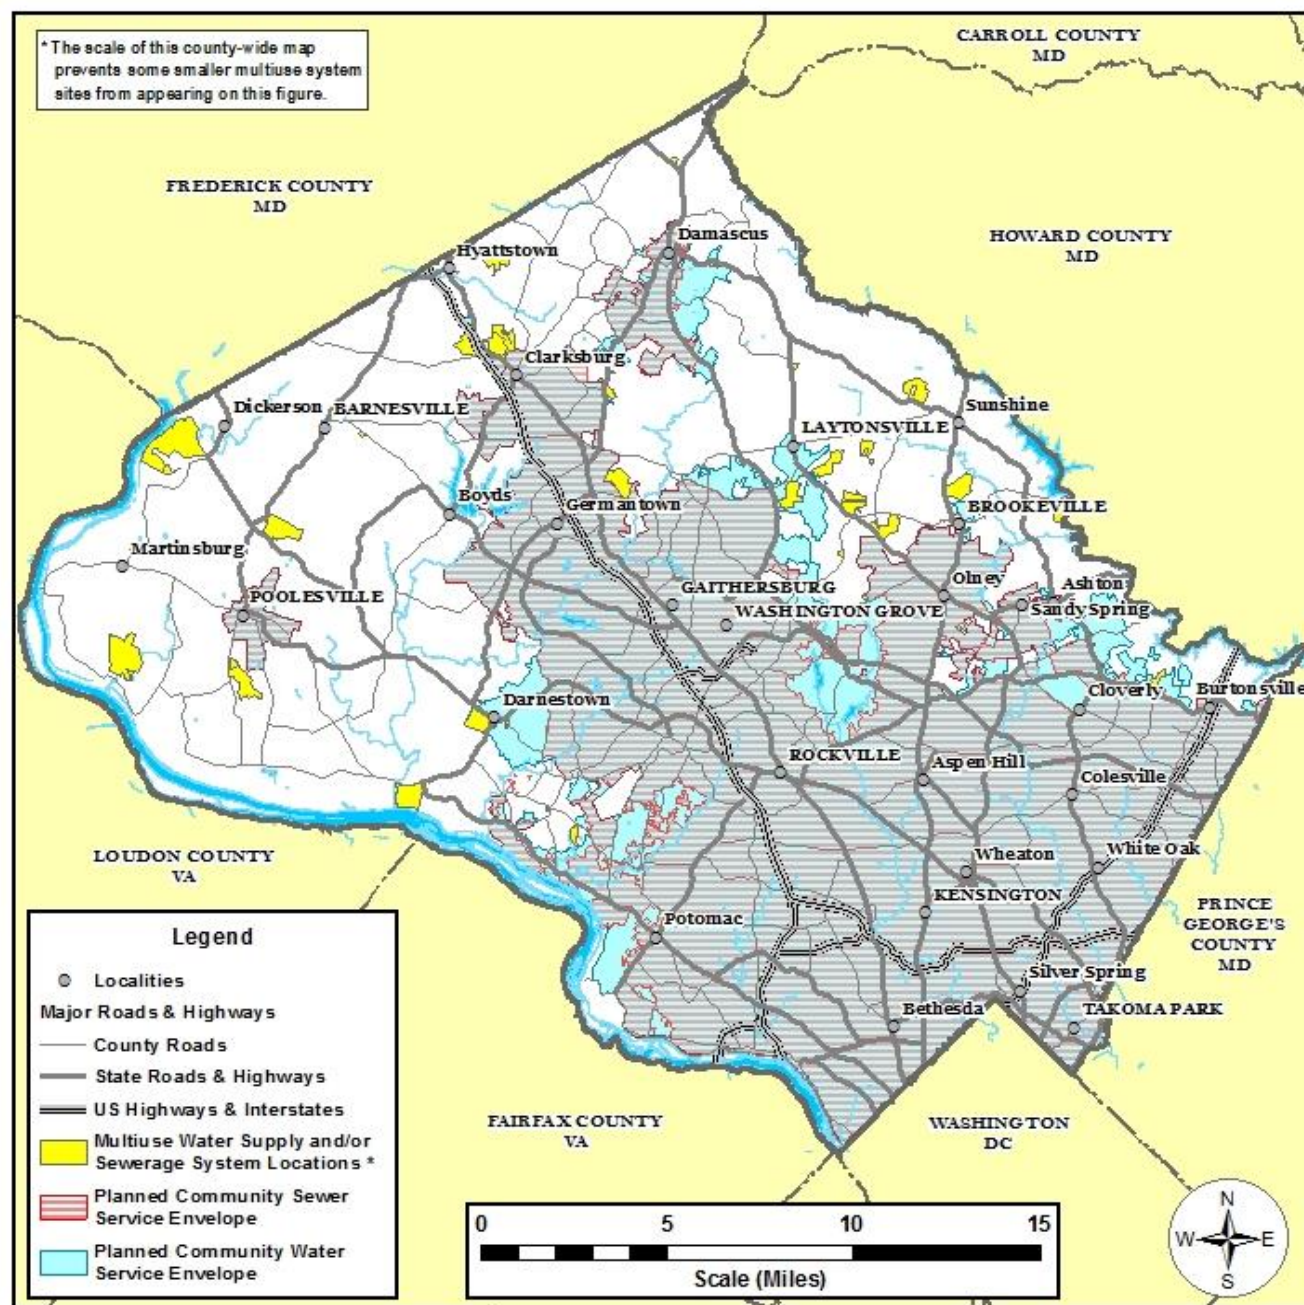 * The scale of this county-wide map
prevents some smaller multiuse system
sites from appearing on this figure.
CARROLL COUNTY
MD
FREDERICK COUNTY
MD
HOWARD COUNTY
MD
Damascus
Hyattstown
Clarksburg
Dickerson
BARNESVILLE
Sunshine
LAYTONSVILLE
Boyds
Germantown
BROOKEVILLE
Martinsburg
POOLESVILLE
GAITHERSBURG
WASHINGTON GROVE
Olney
Ashton
Sandy Spring
Darnestown
Cloverly
Burtonsville
ROCKVILLE
Aspen Hill
Colesville
LOUDON COUNTY
VA
Wheaton
White Oak
KENSINGTON
PRINCE
GEORGE'S
COUNTY
MD
Potomac
Silver Spring
Bethesda
TAKOMA PARK
FAIRFAX COUNTY
VA
WASHINGTON
DC
Legend
Localities
Major Roads & Highways
County Roads
State Roads & Highways
US Highways & Interstates
Multiuse Water Supply and/or
Sewerage System Locations *
Planned Community Sewer
Service Envelope
Planned Community Water
Service Envelope
0 5 10 15
Scale (Miles)
N
W E
S